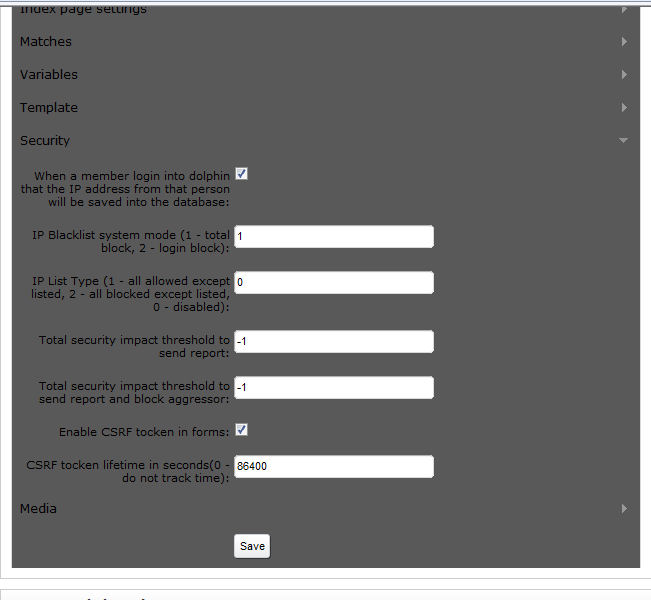 Index page settings
Matches
Variables
Template
Security
When a member login into dolphin
that the IP address from that person
will be saved into the database:
IP Blacklist system mode (1 - total
block, 2 - login block):
1
IP List Type (1 - all allowed except
listed, 2 - all blocked except listed,
0 - disabled):
0
Total security impact threshold to
send report:
-1
Total security impact threshold to
send report and block aggressor:
-1
Enable CSRF tocken in forms:
CSRF tocken lifetime in seconds(0 -
do not track time):
86400
Media
Save